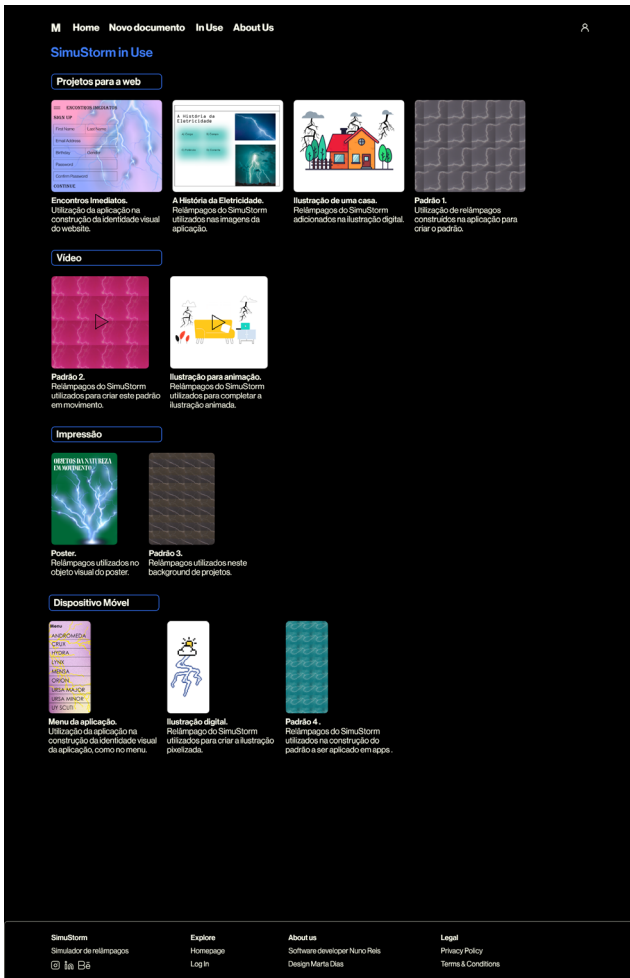 M Home Novo documento In Use About Us
SimuStorm in Use
Projetos para a web
ENCONTROS IMEDIATOS
SIGN UP
First Name Last Name
Email Address
Birthday Gender
Password
Confirm Password
CONTINUE
A História da
Eletricidade
Encontros Imediatos.
Utilização da aplicação na
construção da identidade visual
do website.
A História da Eletricidade.
Relâmpagos do SimuStorm
utilizados nas imagens da
aplicação.
Ilustração de uma casa.
Relâmpagos do SimuStorm
adicionados na ilustração digital.
Padrão 1.
Utilização de relâmpagos
construídos na aplicação para
criar o padrão.
Vídeo
Padrão 2.
Relâmpagos do SimuStorm
utilizados para criar este padrão
em movimento.
Ilustração para animação.
Relâmpagos do SimuStorm
utilizados para completar a
ilustração animada.
Impressão
OBJETOS DA NATUREZA
EM MOVIMENTO
Poster.
Relâmpagos utilizados no
objeto visual do poster.
Padrão 3.
Relâmpagos utilizados neste
background de projetos.
Dispositivo Móvel
Menu
ANDROMEDA
CRUX
HYDRA
LYNX
MENSA
ORION
URSA MAJOR
URSA MINOR
UY SCUTI
Menu da aplicação.
Utilização da aplicação na
construção da identidade visual
da aplicação, como no menu.
Ilustração digital.
Relâmpago do SimuStorm
utilizados para criar a ilustração
pixelizada.
Padrão 4 .
Relâmpagos do SimuStorm
utilizados na construção do
padrão a ser aplicado em apps .
SimuStorm
Simulador de relâmpagos
Explore
Homepage
Log In
About us
Software developer Nuno Reis
Design Marta Dias
Legal
Privacy Policy
Terms & Conditions